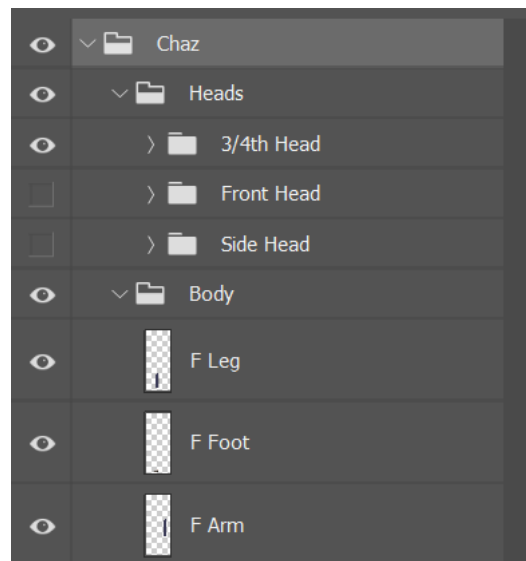 Chaz
Heads
3/4th Head
Front Head
Side Head
Body
F Leg
F Foot
F Arm